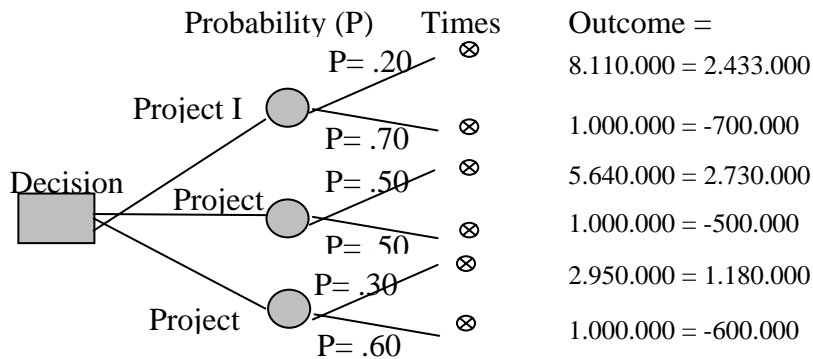 Probability (P) Times Outcome =
P= .20
8.110.000 = 2.433.000
Project I
P= .70
1.000.000 = -700.000
P= .50
5.640.000 = 2.730.000
Decision
Project
P= .50
1.000.000 = -500.000
P= .30
2.950.000 = 1.180.000
Project
P= .60
1.000.000 = -600.000